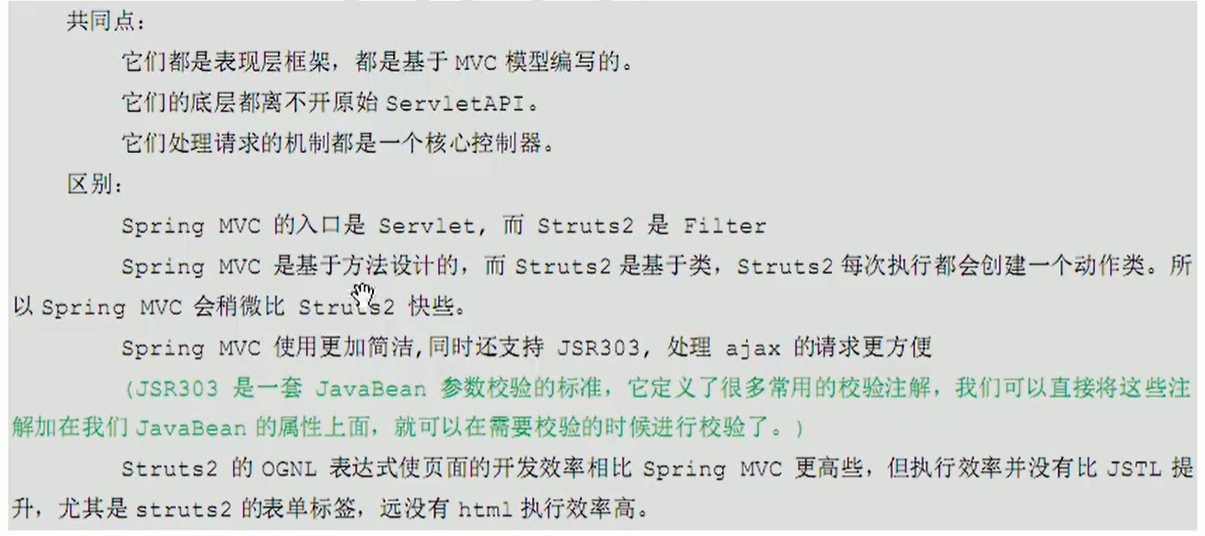 共同点:
它们都是表现层框架，都是基于 MVC 模型编写的。
它们的底层都离不开原始 ServletAPI。
它们处理请求的机制都是一个核心控制器。
区别:
Spring MVC 的入口是 Servlet, 而 Struts2 是 Filter
Spring MVC 是基于方法设计的，而 Struts2 是基于类，Struts2 每次执行都会创建一个动作类。所
以 Spring MVC 会稍微比 Struts2 快些。
Spring MVC 使用更加简洁,同时还支持 JSR303, 处理 ajax 的请求更方便
(JSR303 是一套 JavaBean 参数校验的标准，它定义了很多常用的校验注解，我们可以直接将这些注
解加在我们 JavaBean 的属性上面，就可以在需要校验的时候进行校验了。)
Struts2 的 OGNL 表达式使页面的开发效率相比 Spring MVC 更高些，但执行效率并没有比 JSTL 提
升，尤其是 struts2 的表单标签，远没有 html 执行效率高。